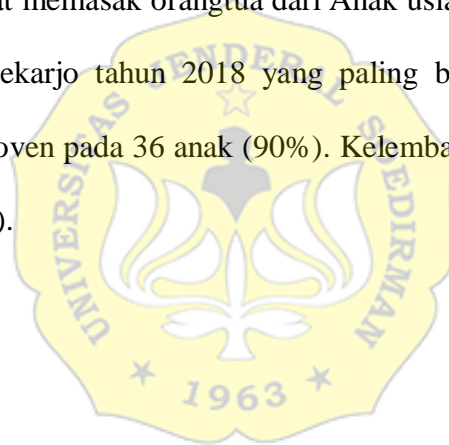 at memasak orangtua dari Anak usia
ekarjo tahun 2018 yang paling b
oven pada 36 anak (90%). Kelemba
).
UNIVERSITAS JENDERAL SOEDIRMAN
1963